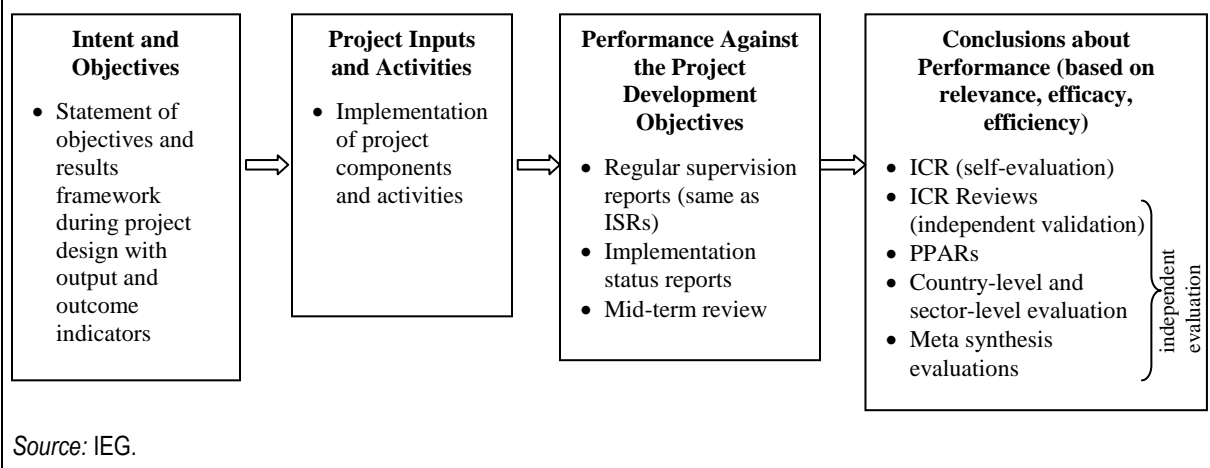 Intent and
Objectives
• Statement of
objectives and
results
framework
during project
design with
output and
outcome
indicators
Project Inputs
and Activities
• Implementation
of project
components
and activities
Performance Against
the Project
Development
Objectives
• Regular supervision
reports (same as
ISRs)
• Implementation
status reports
• Mid-term review
Conclusions about
Performance (based on
relevance, efficacy,
efficiency)
• ICR (self-evaluation)
• ICR Reviews
(independent validation)
• PPARs
• Country-level and
sector-level evaluation
• Meta synthesis
evaluations
independent
evaluation
Source: IEG.